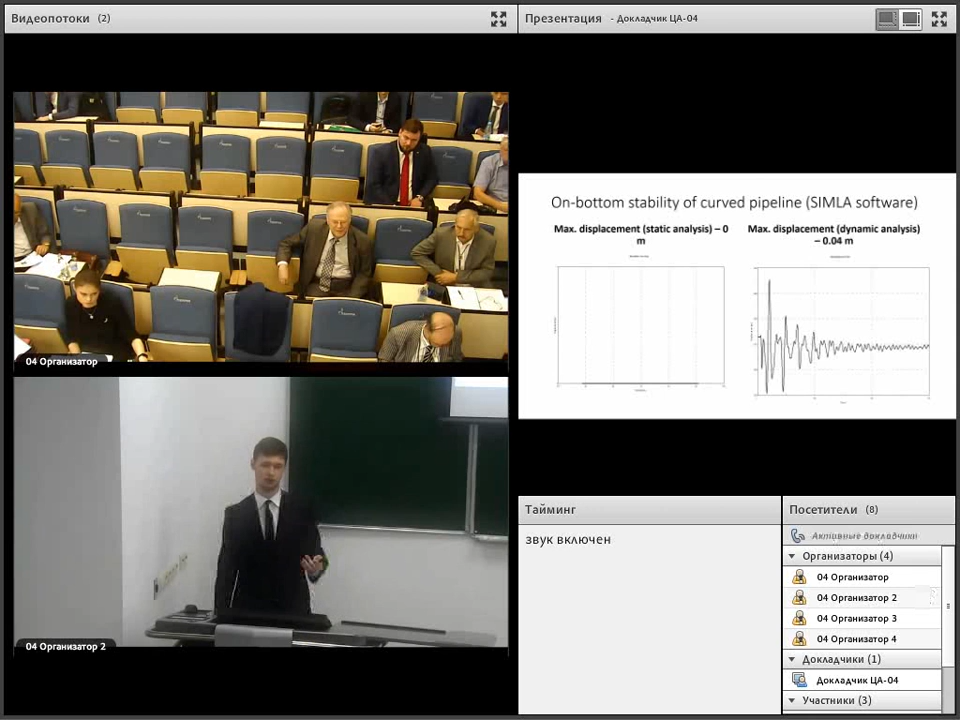 Видеопотоки (2)
04 Организатор
04 Организатор 2
Презентация - Докладчик ЦА-04
On-bottom stability of curved pipeline (SIMLA software)
Max. displacement (static analysis) – 0
m
Max. displacement (dynamic analysis)
– 0.04 m
Тайминг
звук включен
Посетители (8)
Активные докладчики
Организаторы (4)
04 Организатор
04 Организатор 2
04 Организатор 3
04 Организатор 4
Докладчики (1)
Докладчик ЦА-04
Участники (3)